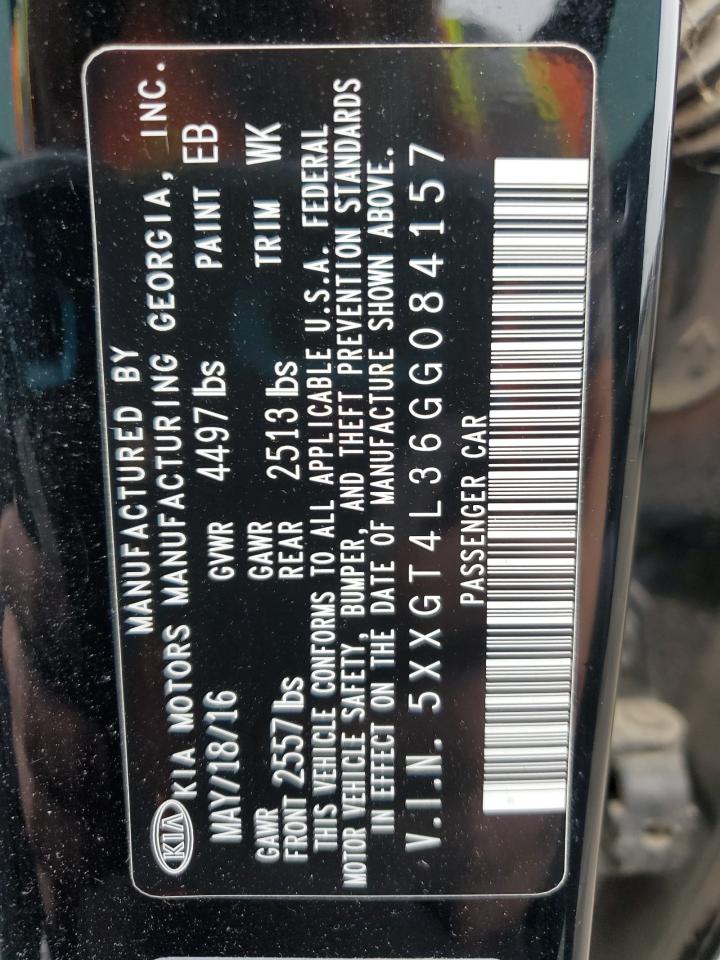 MANUFACTURED BY
KIA KIA MOTORS MANUFACTURING GEORGIA, INC.
MAY/18/16 GVWR 4497 lbs PAINT EB
GAWR FRONT 2557 lbs GAWR REAR 2513 lbs TRIM WK
THIS VEHICLE CONFORMS TO ALL APPLICABLE U.S.A. FEDERAL
MOTOR VEHICLE SAFETY, BUMPER, AND THEFT PREVENTION STANDARDS
IN EFFECT ON THE DATE OF MANUFACTURE SHOWN ABOVE.
V.I.N. 5XXGT4L36GG084157
PASSENGER CAR